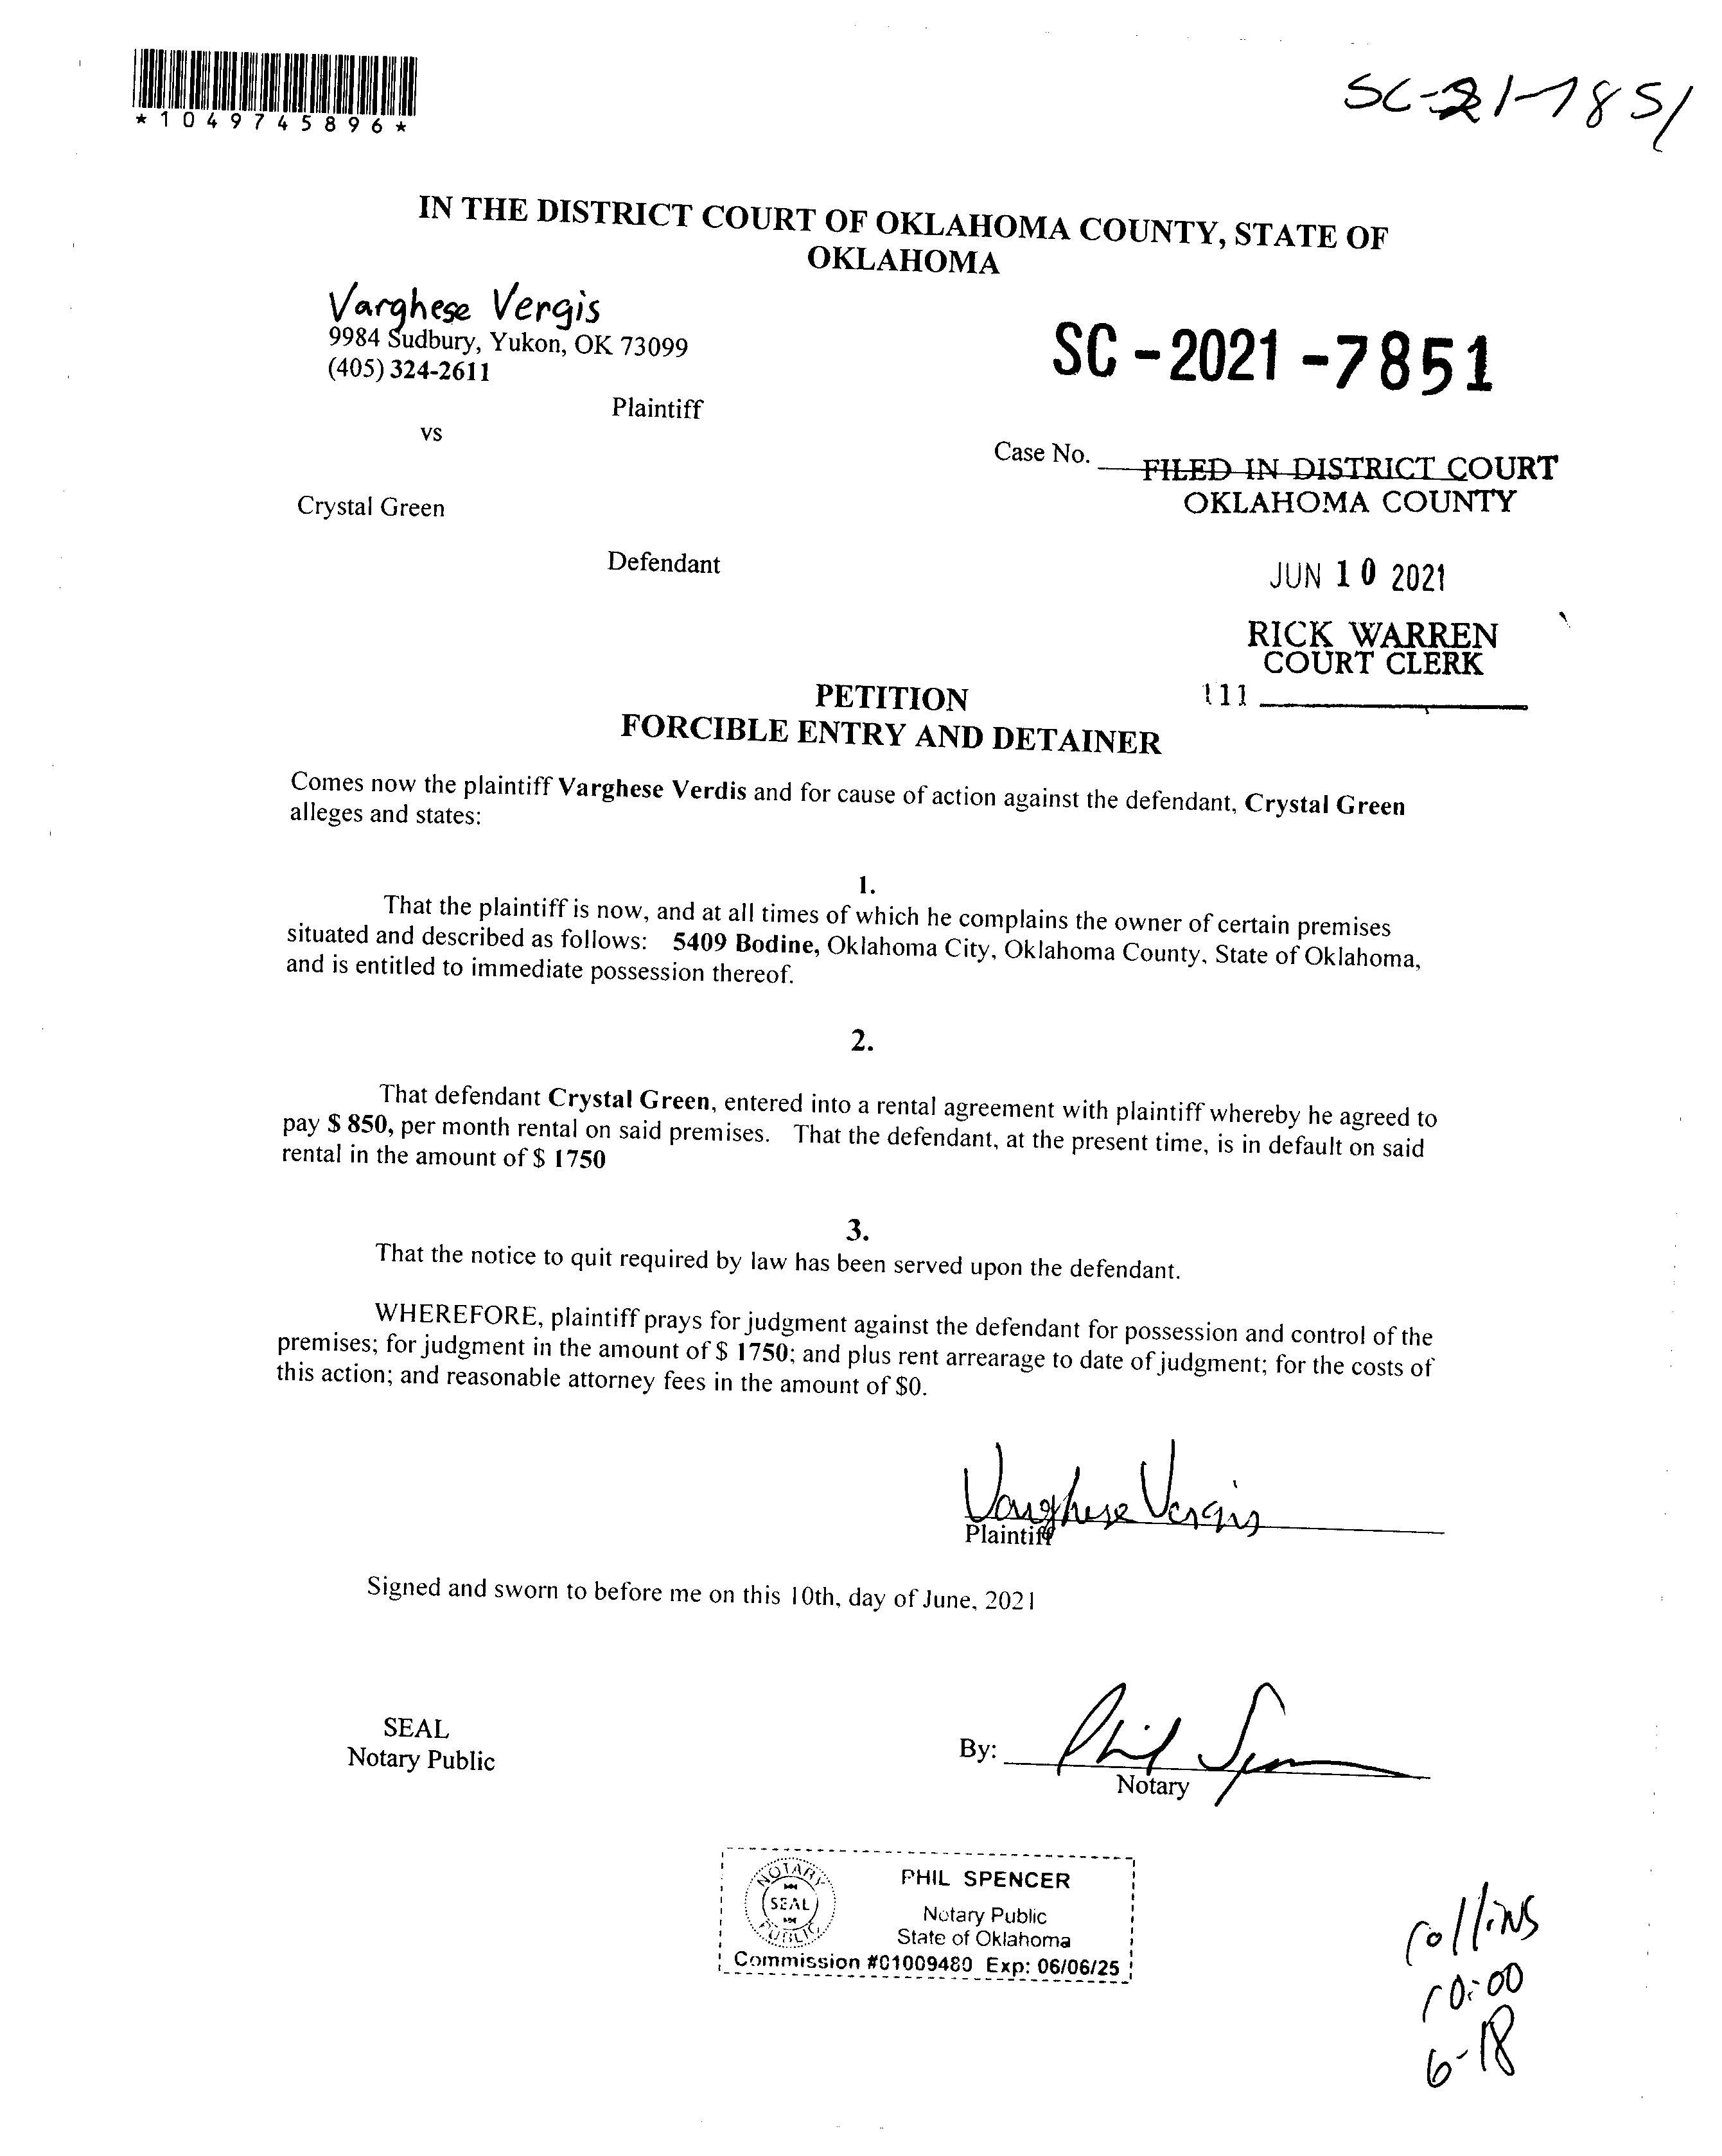 *1049745896*
SC-21-7851
IN THE DISTRICT COURT OF OKLAHOMA COUNTY, STATE OF
OKLAHOMA
Varghese Vergis
9984 Sudbury, Yukon, OK 73099
(405) 324-2611
Plaintiff
vs
SC-2021-7851
Case No.
FILED IN DISTRICT COURT
OKLAHOMA COUNTY
Crystal Green
Defendant
JUN 10 2021
RICK WARREN
COURT CLERK
111
PETITION
FORCIBLE ENTRY AND DETAINER
Comes now the plaintiff Varghese Verdis and for cause of action against the defendant, Crystal Green
alleges and states:
1.
That the plaintiff is now, and at all times of which he complains the owner of certain premises
situated and described as follows: 5409 Bodine, Oklahoma City, Oklahoma County, State of Oklahoma,
and is entitled to immediate possession thereof.
2.
That defendant Crystal Green, entered into a rental agreement with plaintiff whereby he agreed to
pay $ 850, per month rental on said premises. That the defendant, at the present time, is in default on said
rental in the amount of $ 1750
3.
That the notice to quit required by law has been served upon the defendant.
WHEREFORE, plaintiff prays for judgment against the defendant for possession and control of the
premises; for judgment in the amount of $ 1750; and plus rent arrearage to date of judgment; for the costs of
this action; and reasonable attorney fees in the amount of $0.
Varghese Vergis
Plaintiff
Signed and sworn to before me on this 10th, day of June, 2021
SEAL
Notary Public
By: Phil Spencer
Notary
NOTARY
SEAL
PUBLIC
PHIL SPENCER
Notary Public
State of Oklahoma
Commission #01009480 Exp: 06/06/25
Collins
10:00
6-18